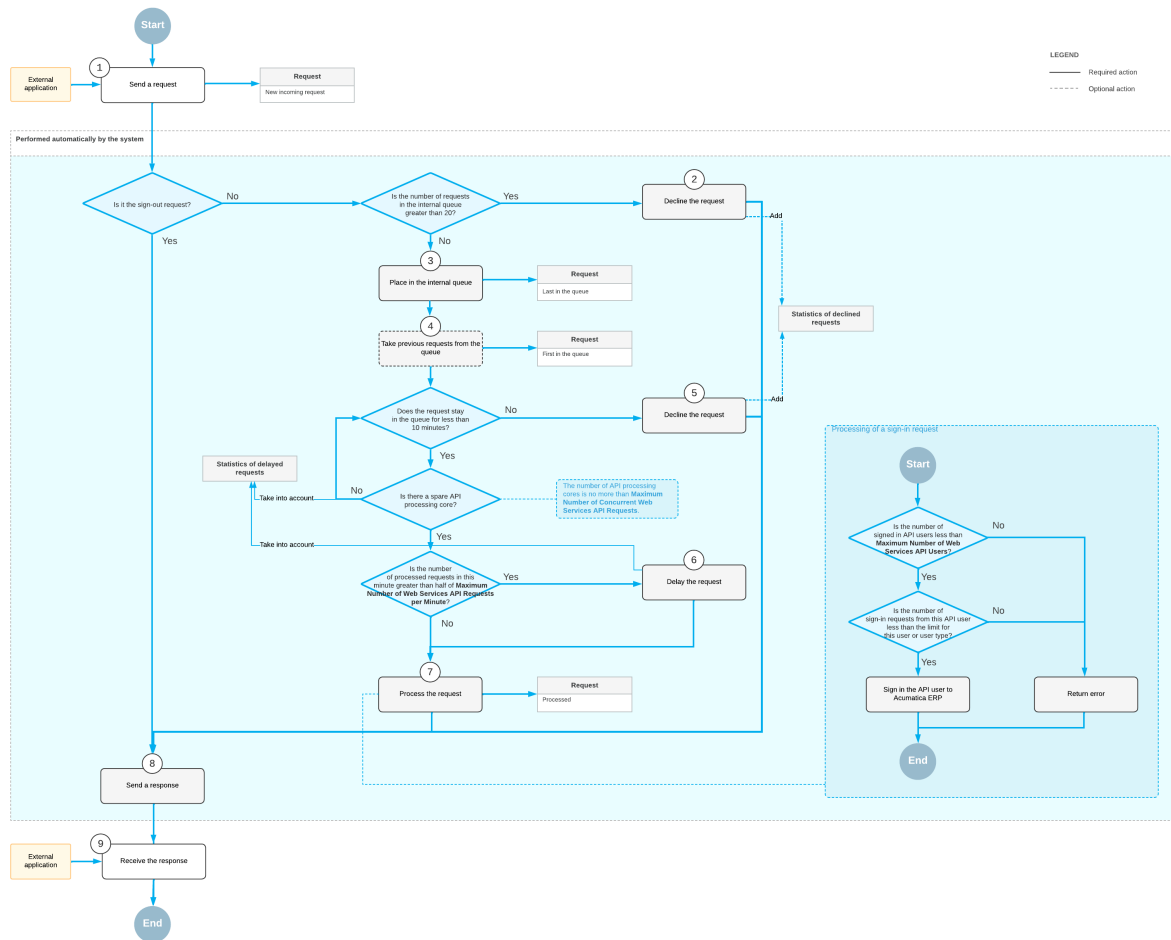 Start
LEGEND
Required action
Optional action
1
External
application
Send a request
Request
New incoming request
Performed automatically by the system
2
Is it the sign-out request?
No
Is the number of requests
in the internal queue
greater than 20?
Yes
Decline the request
Add
Yes
No
3
Place in the internal queue
Request
Last in the queue
Statistics of declined
requests
4
Take previous requests from the
queue
Request
First in the queue
5
Does the request stay
in the queue for less than
10 minutes?
No
Decline the request
Add
Yes
Statistics of delayed
requests
No
Take into account
Is there a spare API
processing core?
The number of API processing
cores is no more than Maximum
Number of Concurrent Web
Services API Requests.
Yes
Take into account
6
Is the number
of processed requests in this
minute greater than half of Maximum
Number of Web Services API Requests
per Minute?
Yes
Delay the request
No
7
Process the request
Request
Processed
Processing of a sign-in request
Start
Is the number of
signed in API users less than
Maximum Number of Web
Services API Users?
No
Yes
Is the number of
sign-in requests from this API user
less than the limit for
this user or user type?
No
Yes
Sign in the API user to
Acumatica ERP
Return error
End
8
Send a response
9
External
application
Receive the response
End